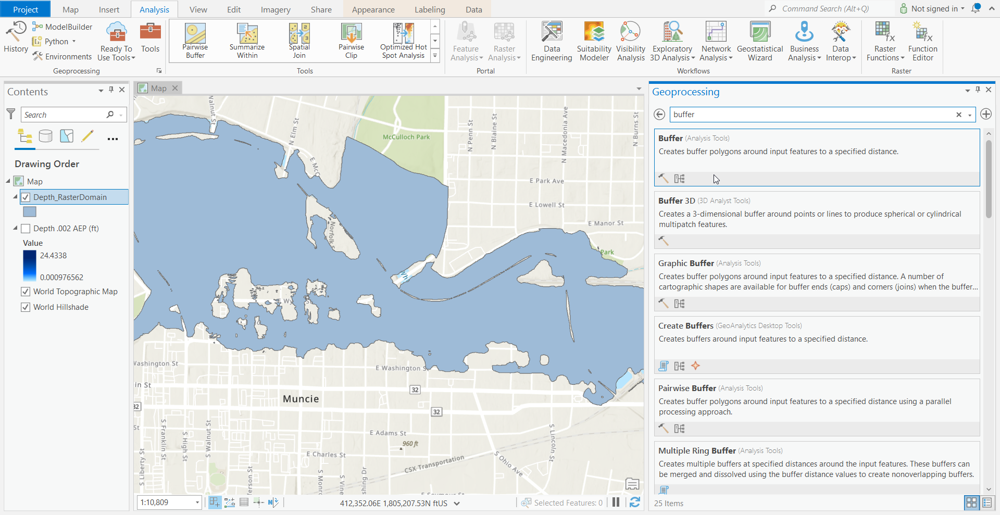 Project
Map
Insert
Analysis
View
Edit
Imagery
Share
Appearance
Labeling
Data
Command Search (Alt+Q)
Not signed in
History
ModelBuilder
Python
Environments
Ready To
Use Tools
Tools
Geoprocessing
Pairwise
Buffer
Summarize
Within
Spatial
Join
Pairwise
Clip
Optimized Hot
Spot Analysis
Tools
Feature
Analysis
Raster
Analysis
Portal
Data
Engineering
Suitability
Modeler
Visibility
Analysis
Exploratory
3D Analysis
Network
Analysis
Geostatistical
Wizard
Business
Analysis
Data
Interop
Workflows
Raster
Functions
Function
Editor
Raster
Contents
Search
Drawing Order
Map
Depth_RasterDomain
Depth .002 AEP (ft)
Value
24.4338
0.000976562
World Topographic Map
World Hillshade
Map
Walnut St
N Elm St
E McC
McCulloch Park
N Penn St
N Blaine St
N Macedonia Ave
N Burns St
E Park Ave
E Lowell St
E Manor St
Park
Norfolk S
E Wy
Washington St
E Washington St
in St
32
32
32
Muncie
St
S Franklin St
S High St
S Walnut St
S Liberty St
E Adams St
960 ft
E Charles St
CSX Transportation
S Lincoln St
S Ohio Ave
ferson St
S Monro
S Vine
shing Dr
E Seymour St
1:10,809
412,352.06E 1,805,207.53N ftUS
Selected Features: 0
Geoprocessing
buffer
Buffer (Analysis Tools)
Creates buffer polygons around input features to a specified distance.
Buffer 3D (3D Analyst Tools)
Creates a 3-dimensional buffer around points or lines to produce spherical or cylindrical
multipatch features.
Graphic Buffer (Analysis Tools)
Creates buffer polygons around input features to a specified distance. A number of
cartographic shapes are available for buffer ends (caps) and corners (joins) when the buffer...
Create Buffers (GeoAnalytics Desktop Tools)
Creates buffers around input features to a specified distance.
Pairwise Buffer (Analysis Tools)
Creates buffer polygons around input features to a specified distance using a parallel
processing approach.
Multiple Ring Buffer (Analysis Tools)
Creates multiple buffers at specified distances around the input features. These buffers can
be merged and dissolved using the buffer distance values to create nonoverlapping buffers.
25 Items